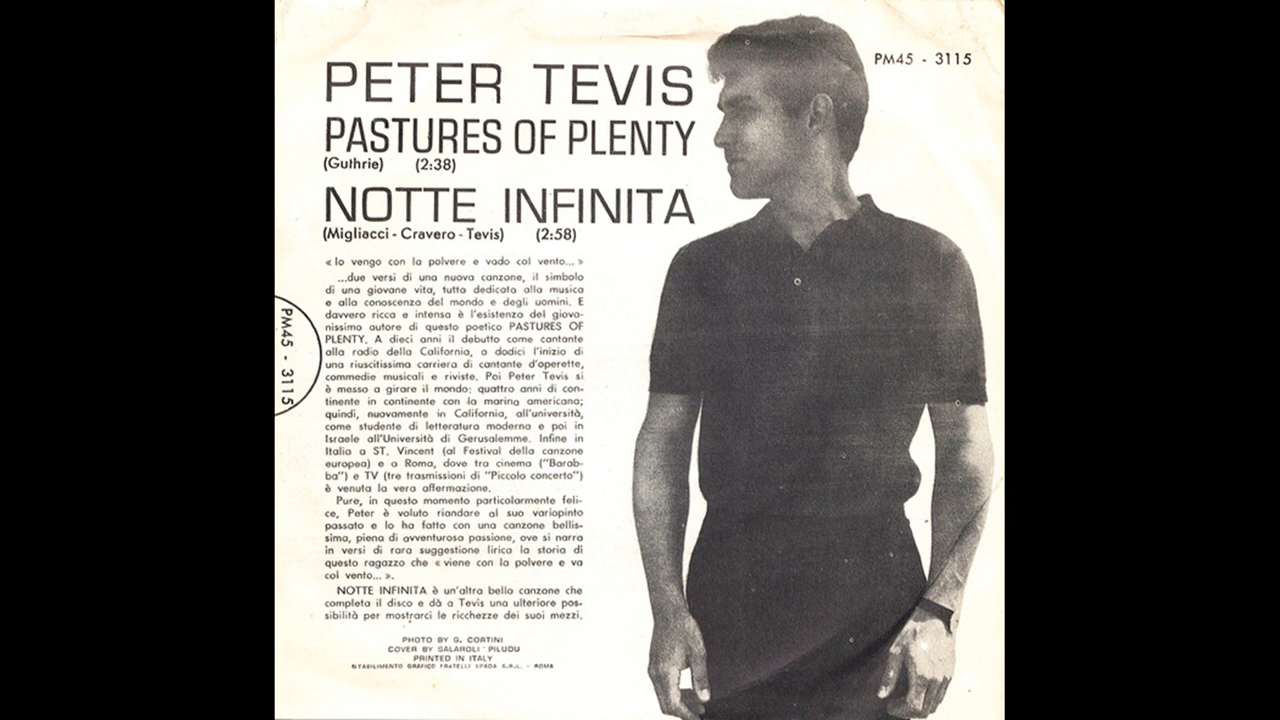 PETER TEVIS
PM45 - 3115
PASTURES OF PLENTY
(Guthrie) (2:38)
NOTTE INFINITA
(Migliacci - Cravero - Tevis) (2:58)
« Io vengo con la polvere e vado col vento... »
...due versi di una nuova canzone, il simbolo
di una giovane vita, tutta dedicata alla musica
e alla conoscenza del mondo e degli uomini. E
davvero ricca e intensa è l'esistenza del giova-
nissimo autore di questo poetico PASTURES OF
PLENTY. A dieci anni il debutto come cantante
alla radio della California, a dodici l'inizio di
una riuscitissima carriera di cantante d'operette,
commedie musicali e riviste. Poi Peter Tevis si
è messo a girare il mondo: quattro anni di con-
tinente in continente con la marina americana;
quindi, nuovamente in California, all'università,
come studente di letteratura moderna e poi in
Israele all'Università di Gerusalemme. Infine in
Italia a ST. Vincent (al Festival della canzone
europea) e a Roma, dove tra cinema ("Barab-
ba") e TV (tre trasmissioni di "Piccolo concerto")
è venuta la vera affermazione.
Pure, in questo momento particolarmente feli-
ce, Peter è voluto riandare al suo variopinto
passato e lo ha fatto con una canzone bellis-
sima, piena di avventurosa passione, ove si narra
in versi di rara suggestione lirica la storia di
questo ragazzo che « viene con la polvere e va
col vento... ».
NOTTE INFINITA è un'altra bella canzone che
completa il disco e dà a Tevis una ulteriore pos-
sibilità per mostrarci le ricchezze dei suoi mezzi.
PHOTO BY G. CORTINI
COVER BY SALAROLI - PILUDU
PRINTED IN ITALY
STABILIMENTO GRAFICO FRATELLI SPADA S.R.L. - ROMA
PM45 - 3115